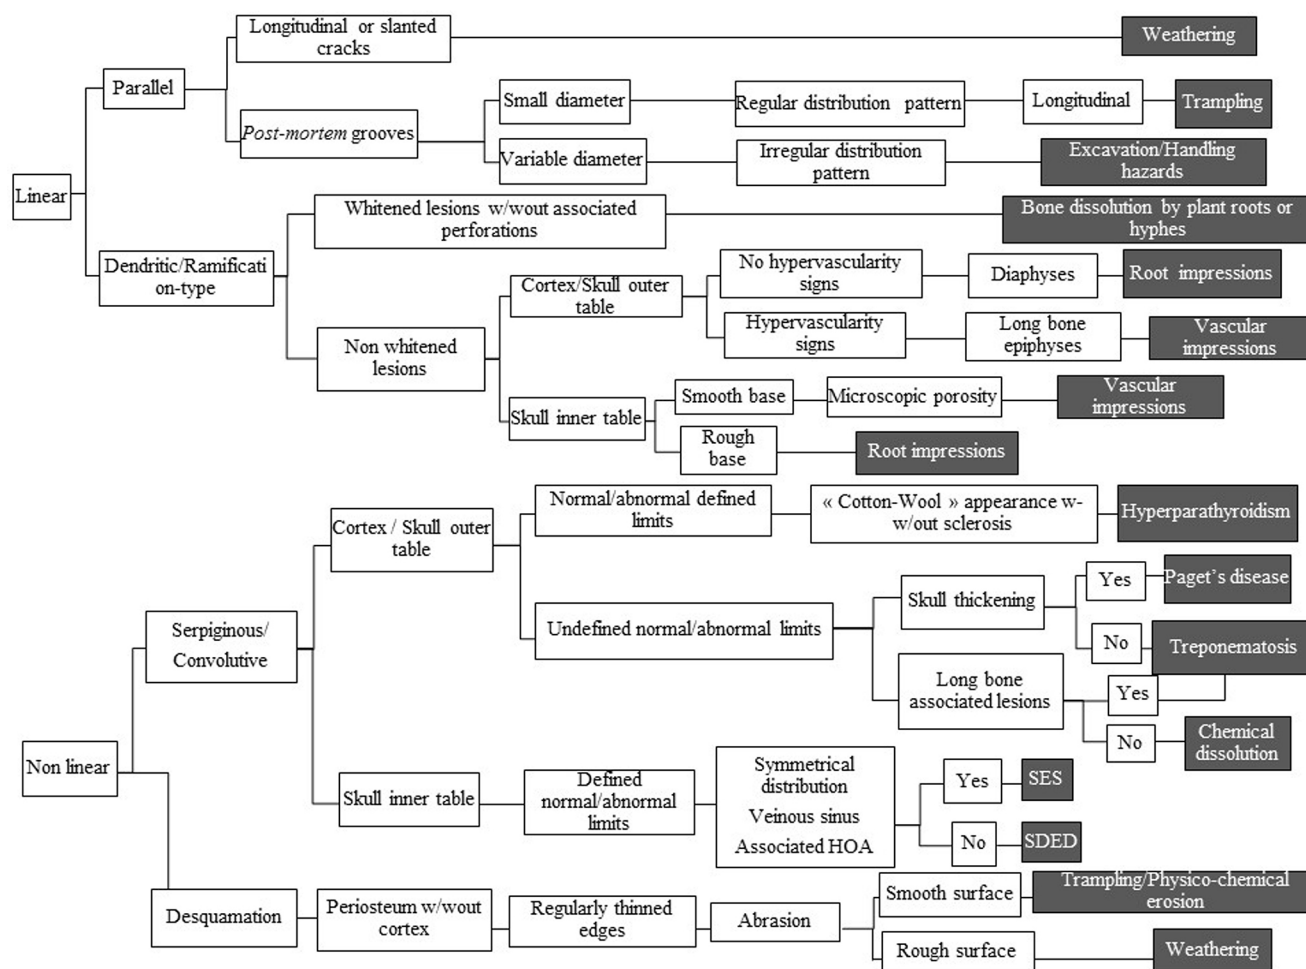 Longitudinal or slanted
cracks
Weathering
Parallel
Small diameter
Regular distribution pattern
Longitudinal
Trampling
Post-mortem grooves
Variable diameter
Irregular distribution
pattern
Excavation/Handling
hazards
Linear
Whitened lesions w/wout associated
perforations
Bone dissolution by plant roots or
hyphes
Dendritic/Ramificati
on-type
Cortex/Skull outer
table
No hypervascularity
signs
Diaphyses
Root impressions
Hypervascularity
signs
Long bone
epiphyses
Vascular
impressions
Non whitened
lesions
Skull inner table
Smooth base
Microscopic porosity
Vascular
impressions
Rough
base
Root impressions
Cortex / Skull outer
table
Normal/abnormal defined
limits
« Cotton-Wool » appearance w-
w/out sclerosis
Hyperparathyroidism
Undefined normal/abnormal limits
Skull thickening
Yes
Paget's disease
No
Treponematosis
Serpiginous/
Convolutive
Long bone
associated lesions
Yes
No
Chemical
dissolution
Non linear
Skull inner table
Defined
normal/abnormal
limits
Symmetrical
distribution
Veinous sinus
Associated HOA
Yes
SES
No
SDED
Desquamation
Periosteum w/wout
cortex
Regularly thinned
edges
Abrasion
Smooth surface
Trampling/Physico-chemical
erosion
Rough surface
Weathering